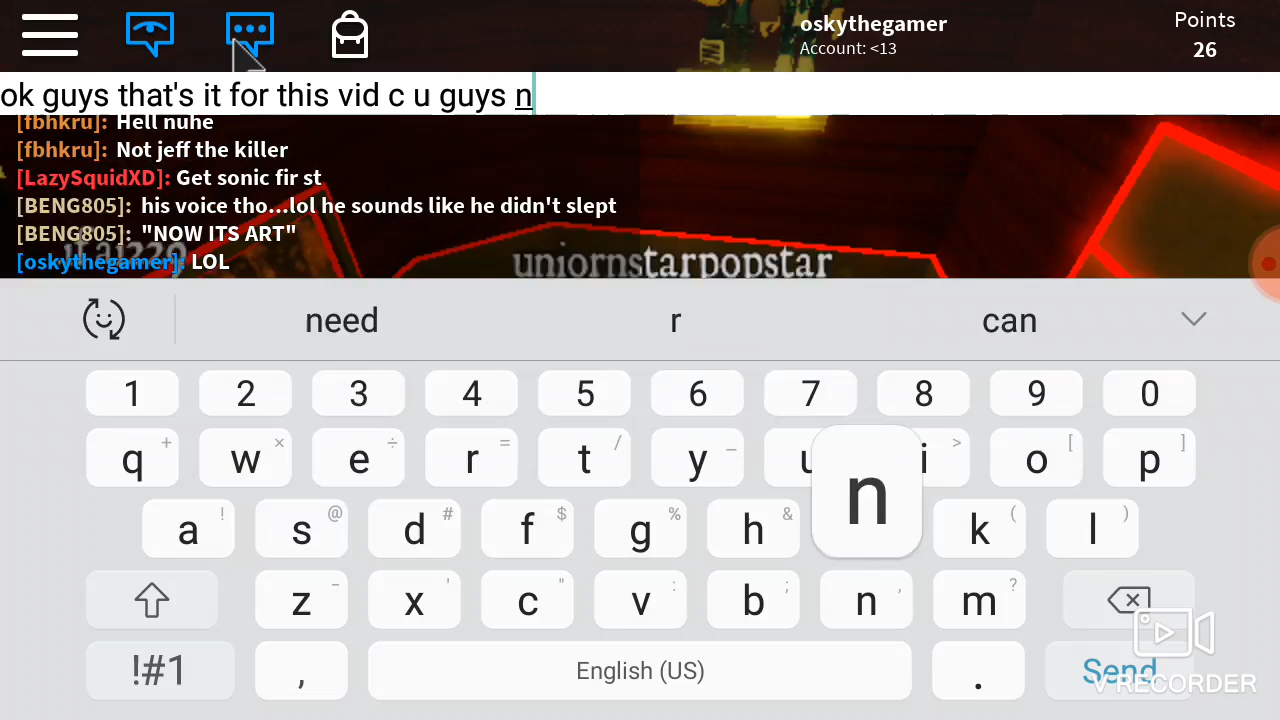 oskythegamer
Account: <13
Points
26
ok guys that's it for this vid c u guys n
[fbhkru]: Hell nuhe
[fbhkru]: Not jeff the killer
[LazySquidXD]: Get sonic fir st
[BENG805]: his voice tho...lol he sounds like he didn't slept
[BENG805]: "NOW ITS ART"
[oskythegamer]: LOL
uniornstarpopstar
need r can
1 2 3 4 5 6 7 8 9 0
q + w × e ÷ r = t / y _ u i > o [ p ]
a ! s @ d # f $ g % h & n k ( l )
z - x ' c " v : b ; n , m ?
!#1 , English (US) . Send
V RECORDER